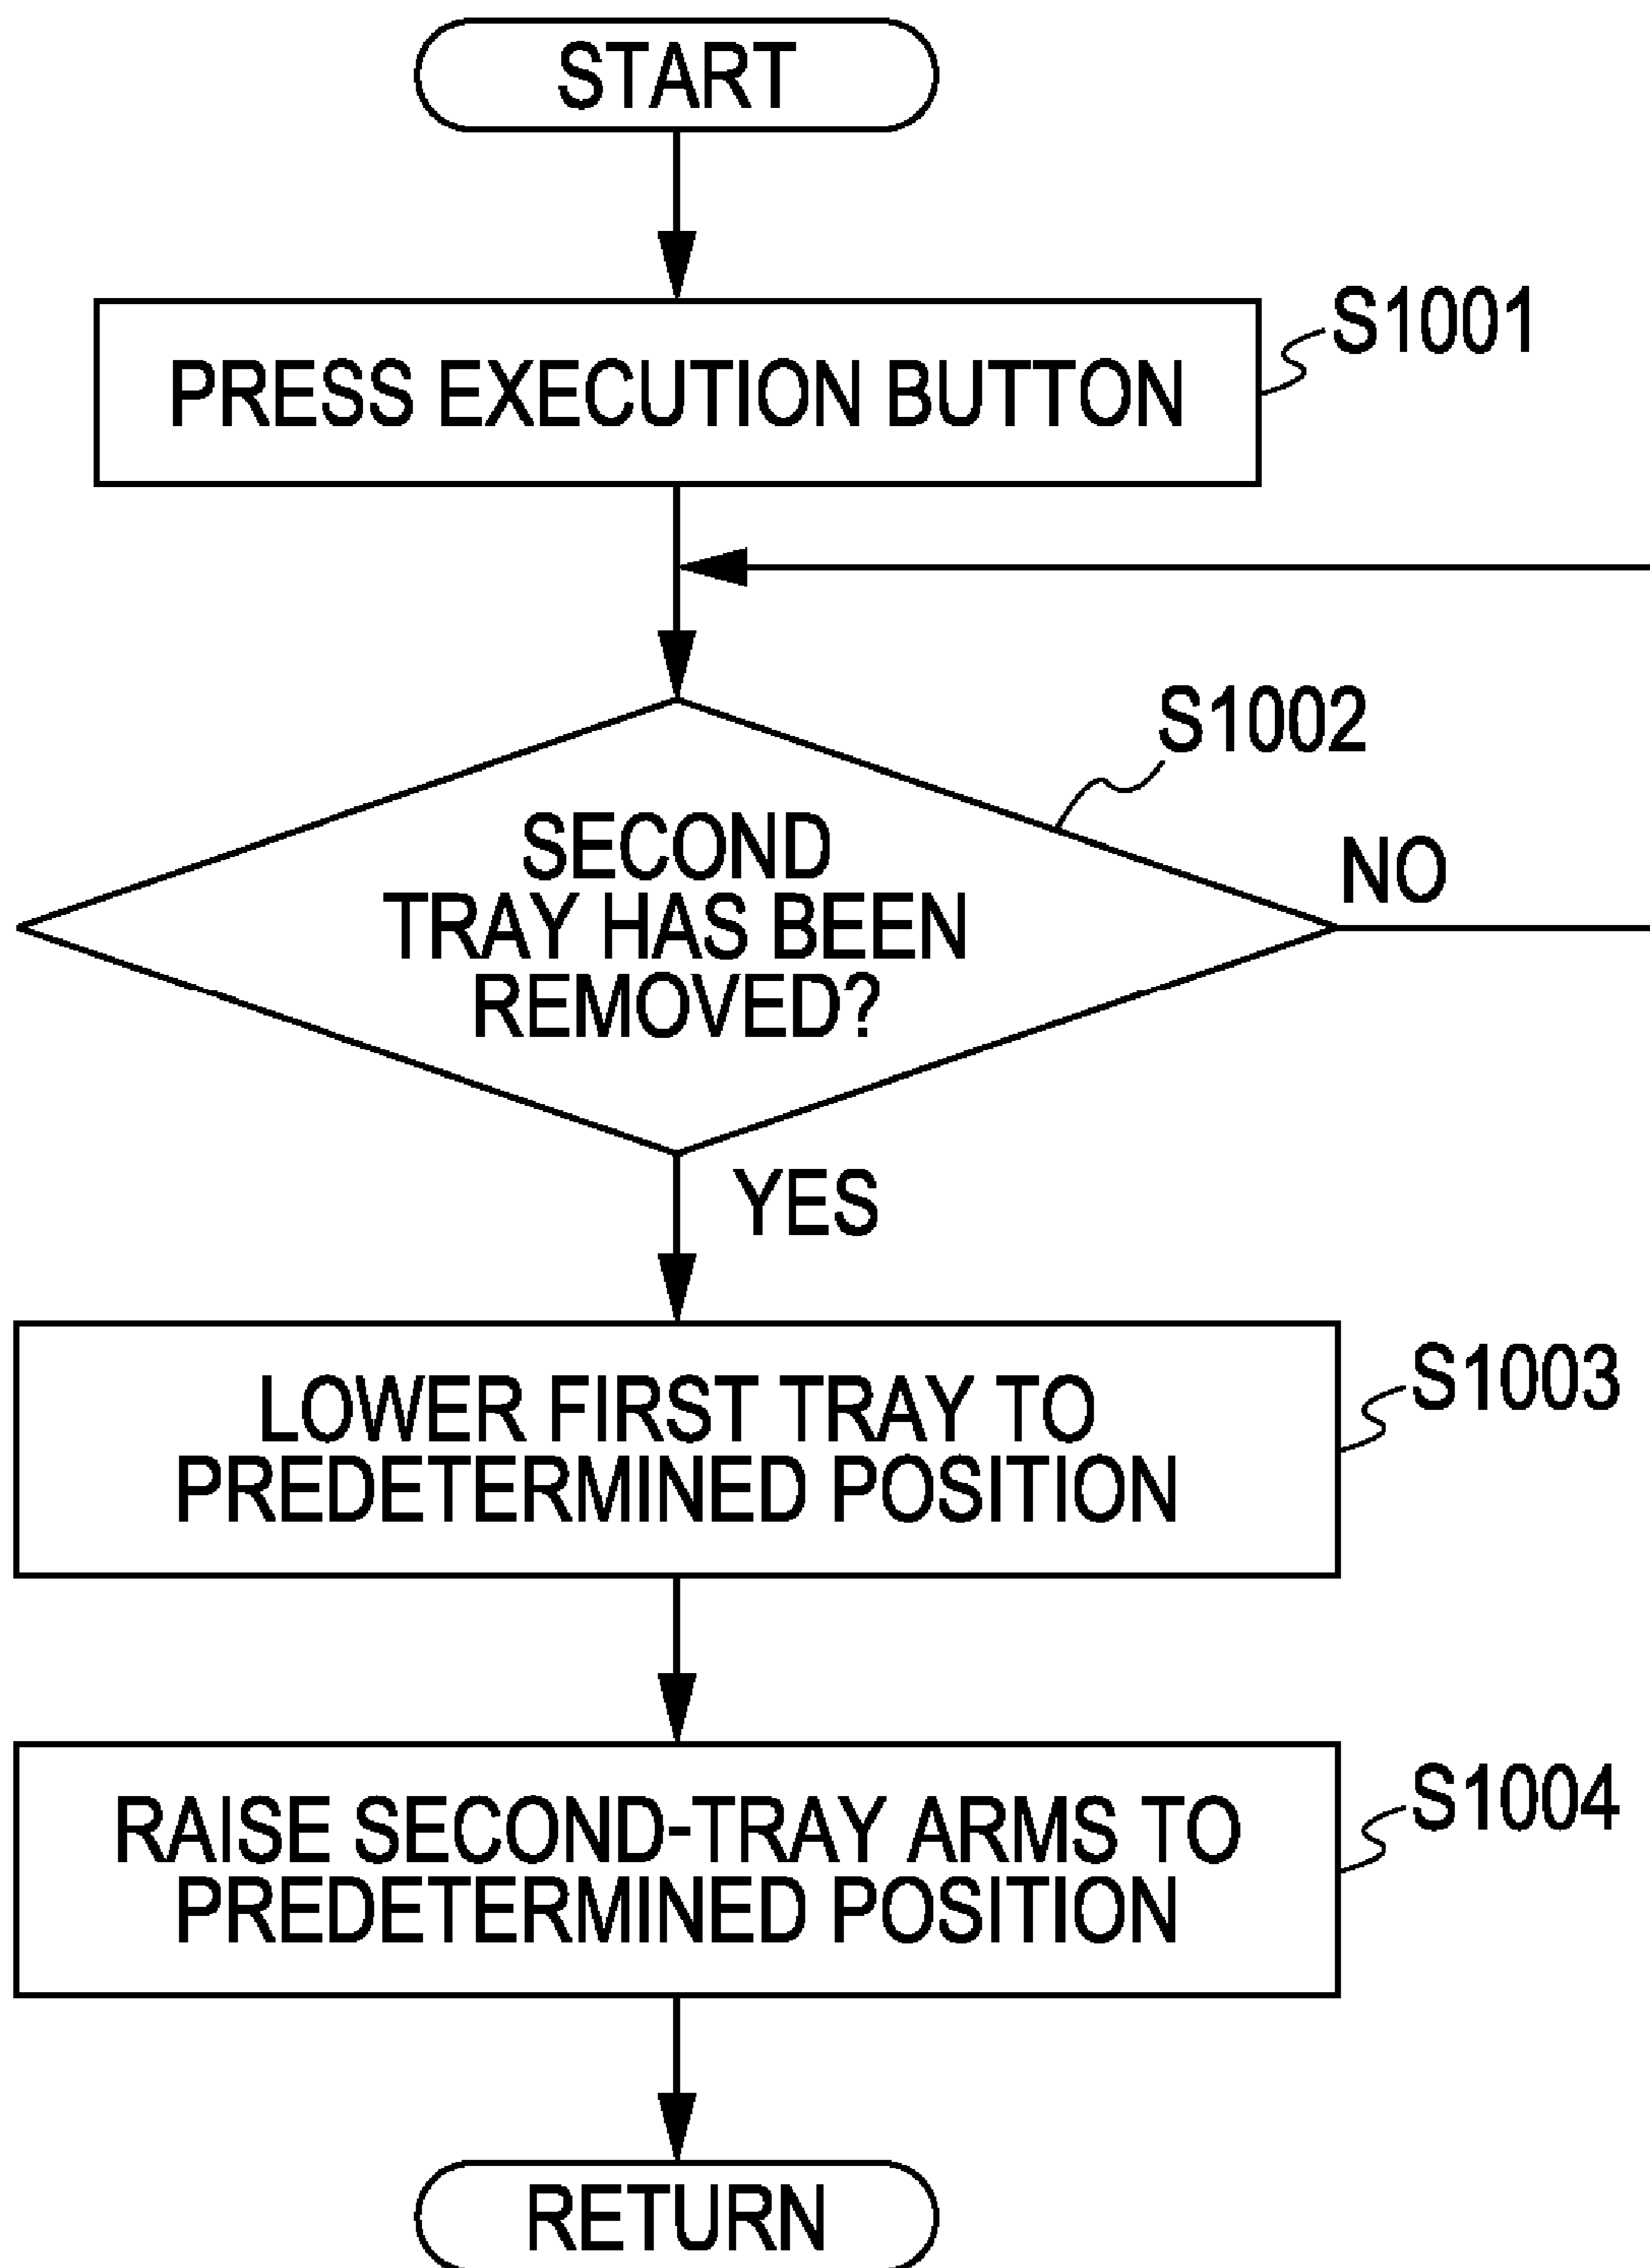 START
PRESS EXECUTION BUTTON
S1001
S1002
SECOND
TRAY HAS BEEN
REMOVED?
NO
YES
LOWER FIRST TRAY TO
PREDETERMINED POSITION
S1003
RAISE SECOND-TRAY ARMS TO
PREDETERMINED POSITION
S1004
RETURN